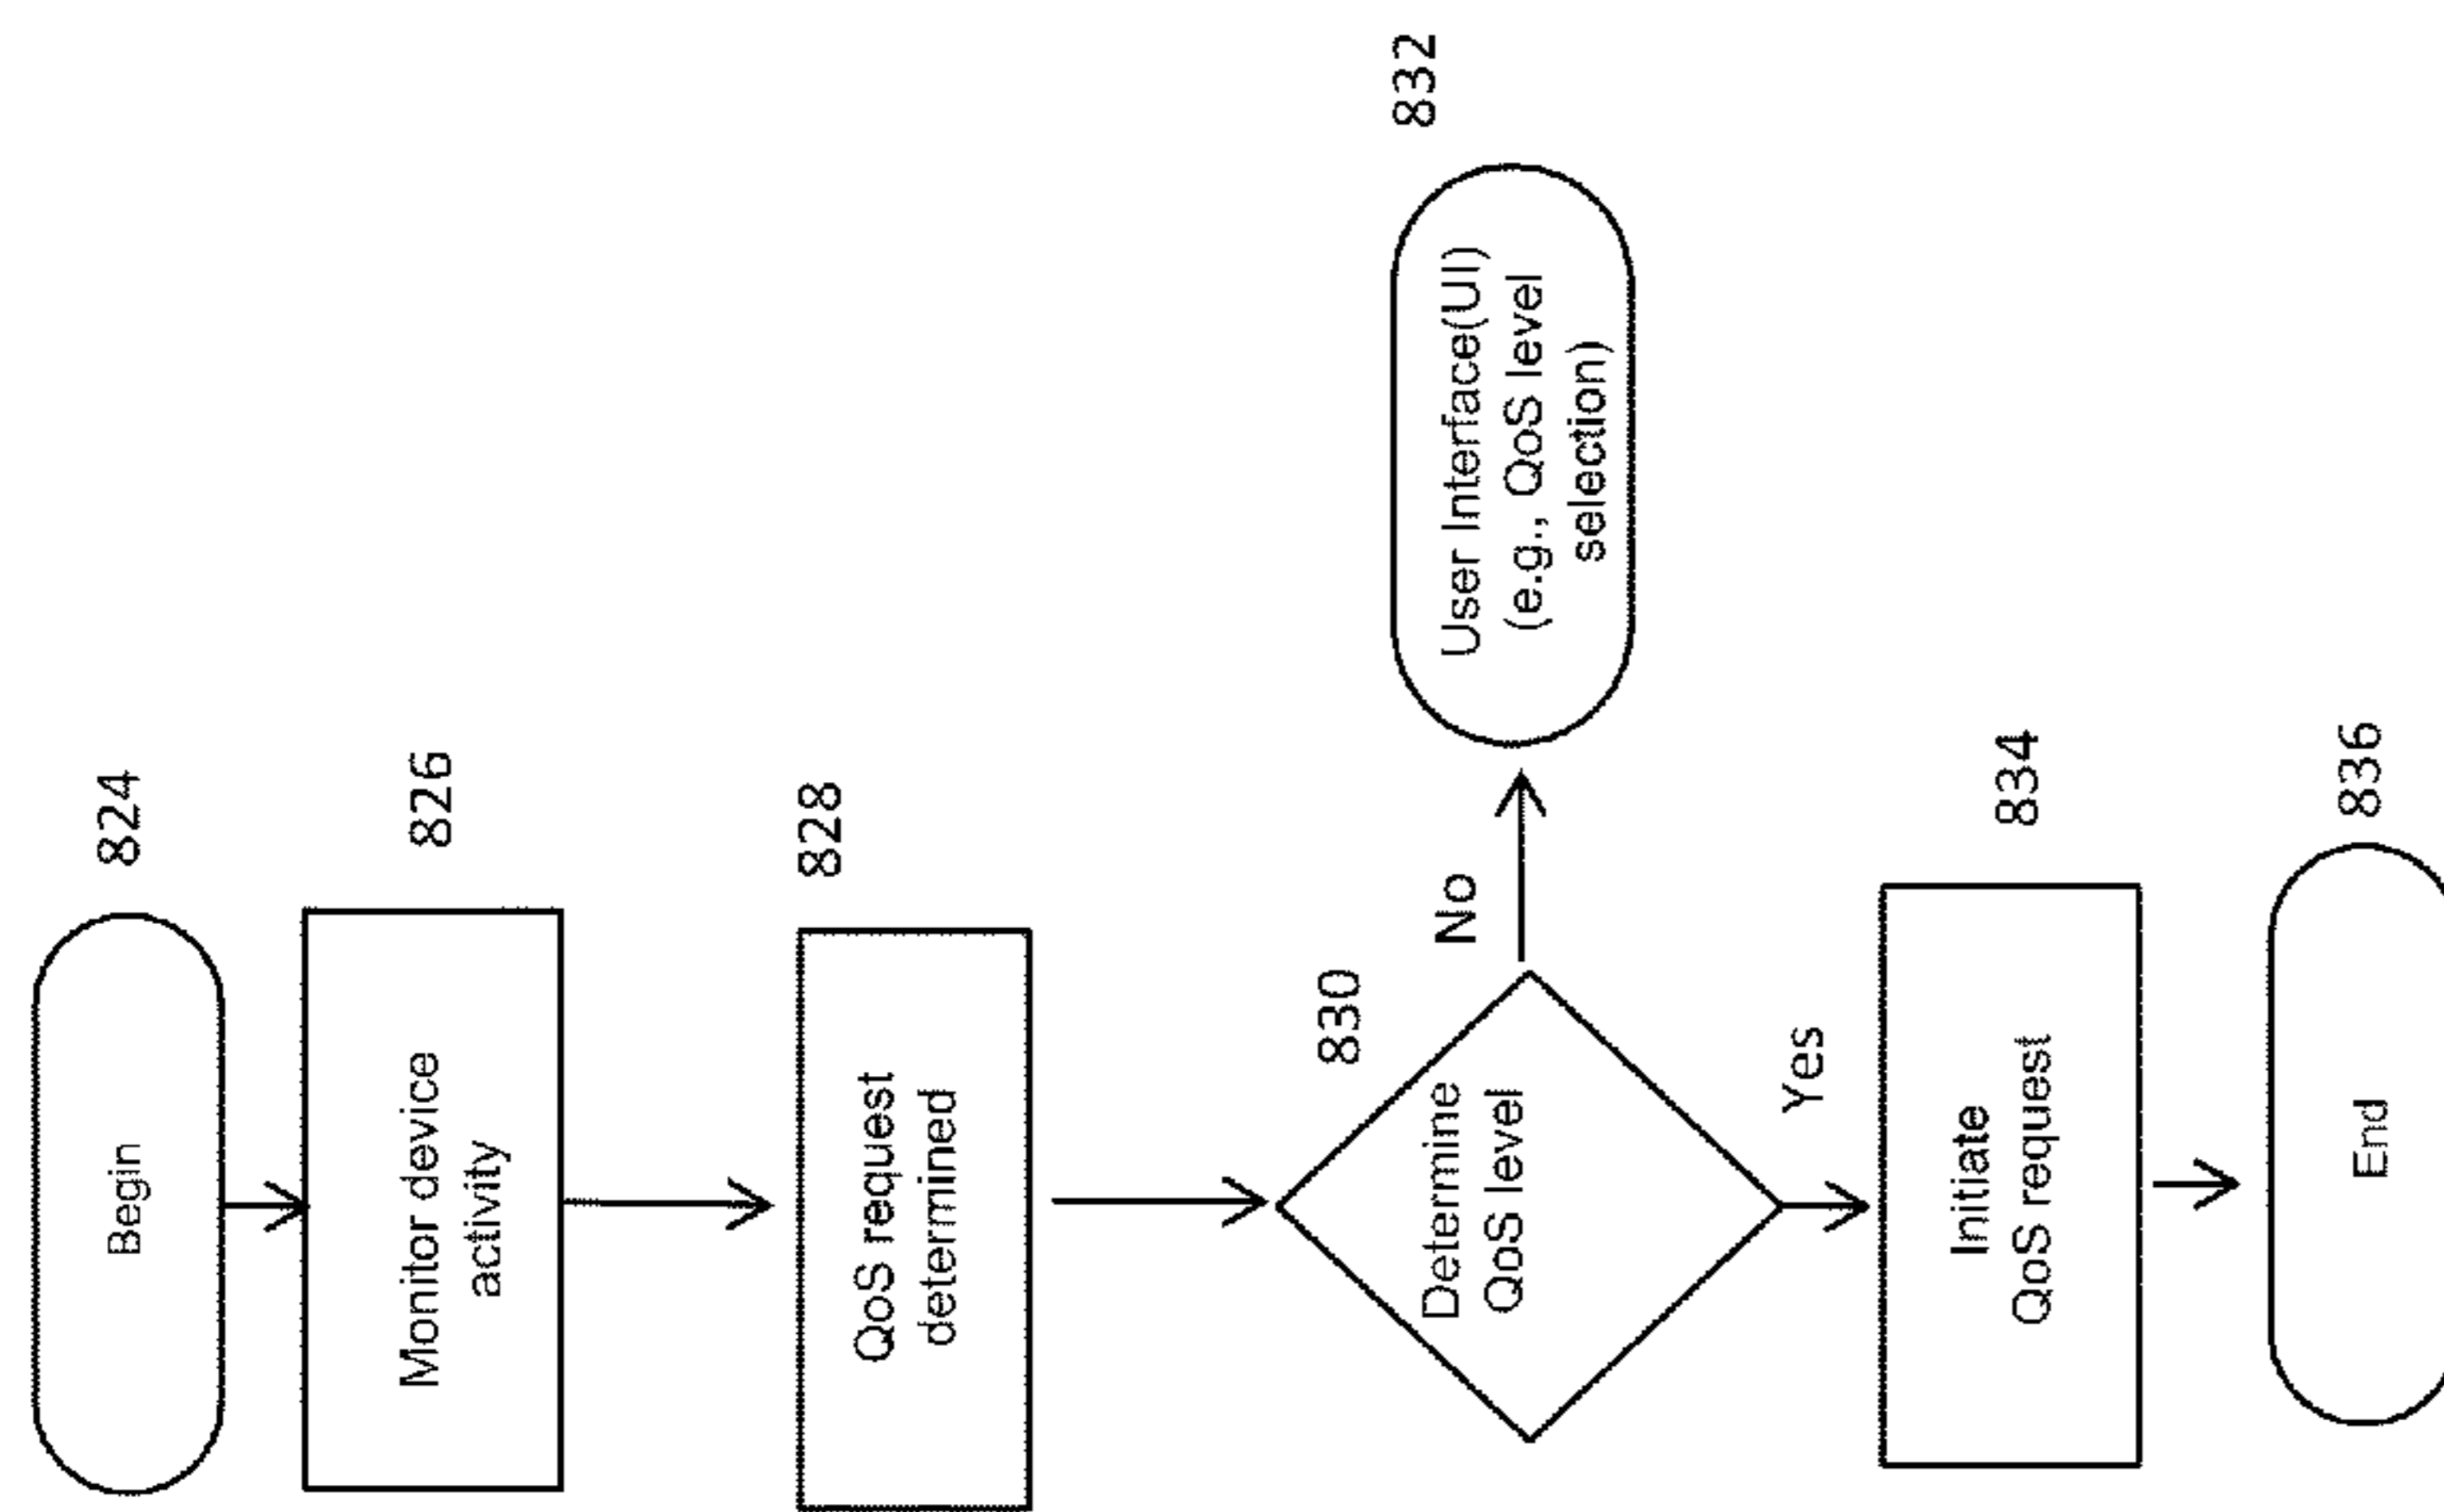 Begin
824
Monitor device
activity
826
QoS request
determined
828
Determine
QoS level
830
No
User Interface(UI)
(e.g., QoS level
selection)
832
Yes
Initiate
QoS request
834
End
836